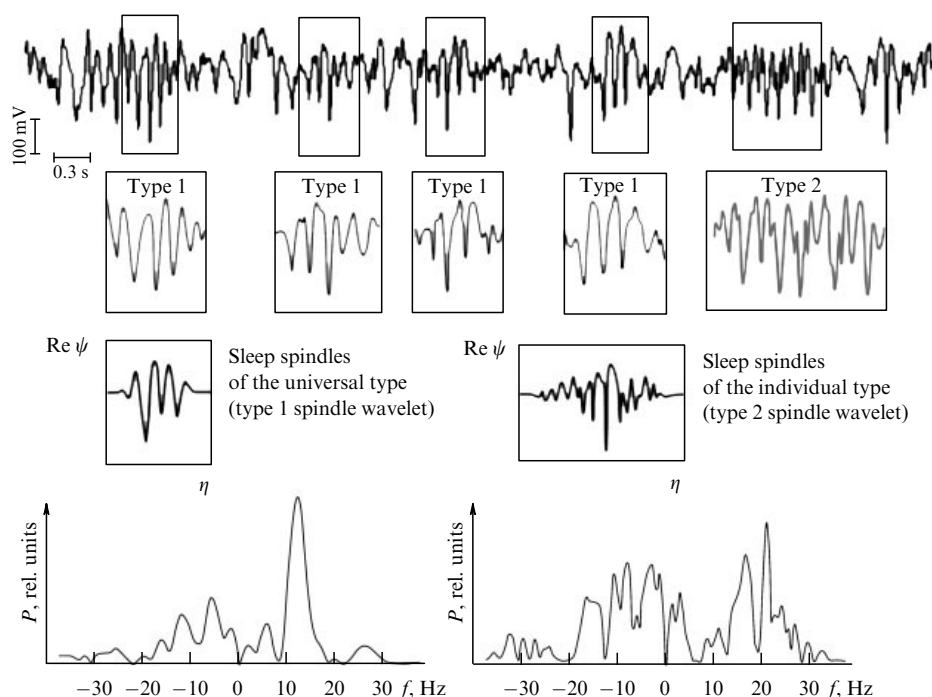 100 mV
0.3 s
Type 1
Type 1
Type 1
Type 1
Type 2
Re ψ
Sleep spindles
of the universal type
(type 1 spindle wavelet)
Re ψ
Sleep spindles
of the individual type
(type 2 spindle wavelet)
η
η
P, rel. units
−30 −20 −10 0 10 20 30 f, Hz
P, rel. units
−30 −20 −10 0 10 20 30 f, Hz